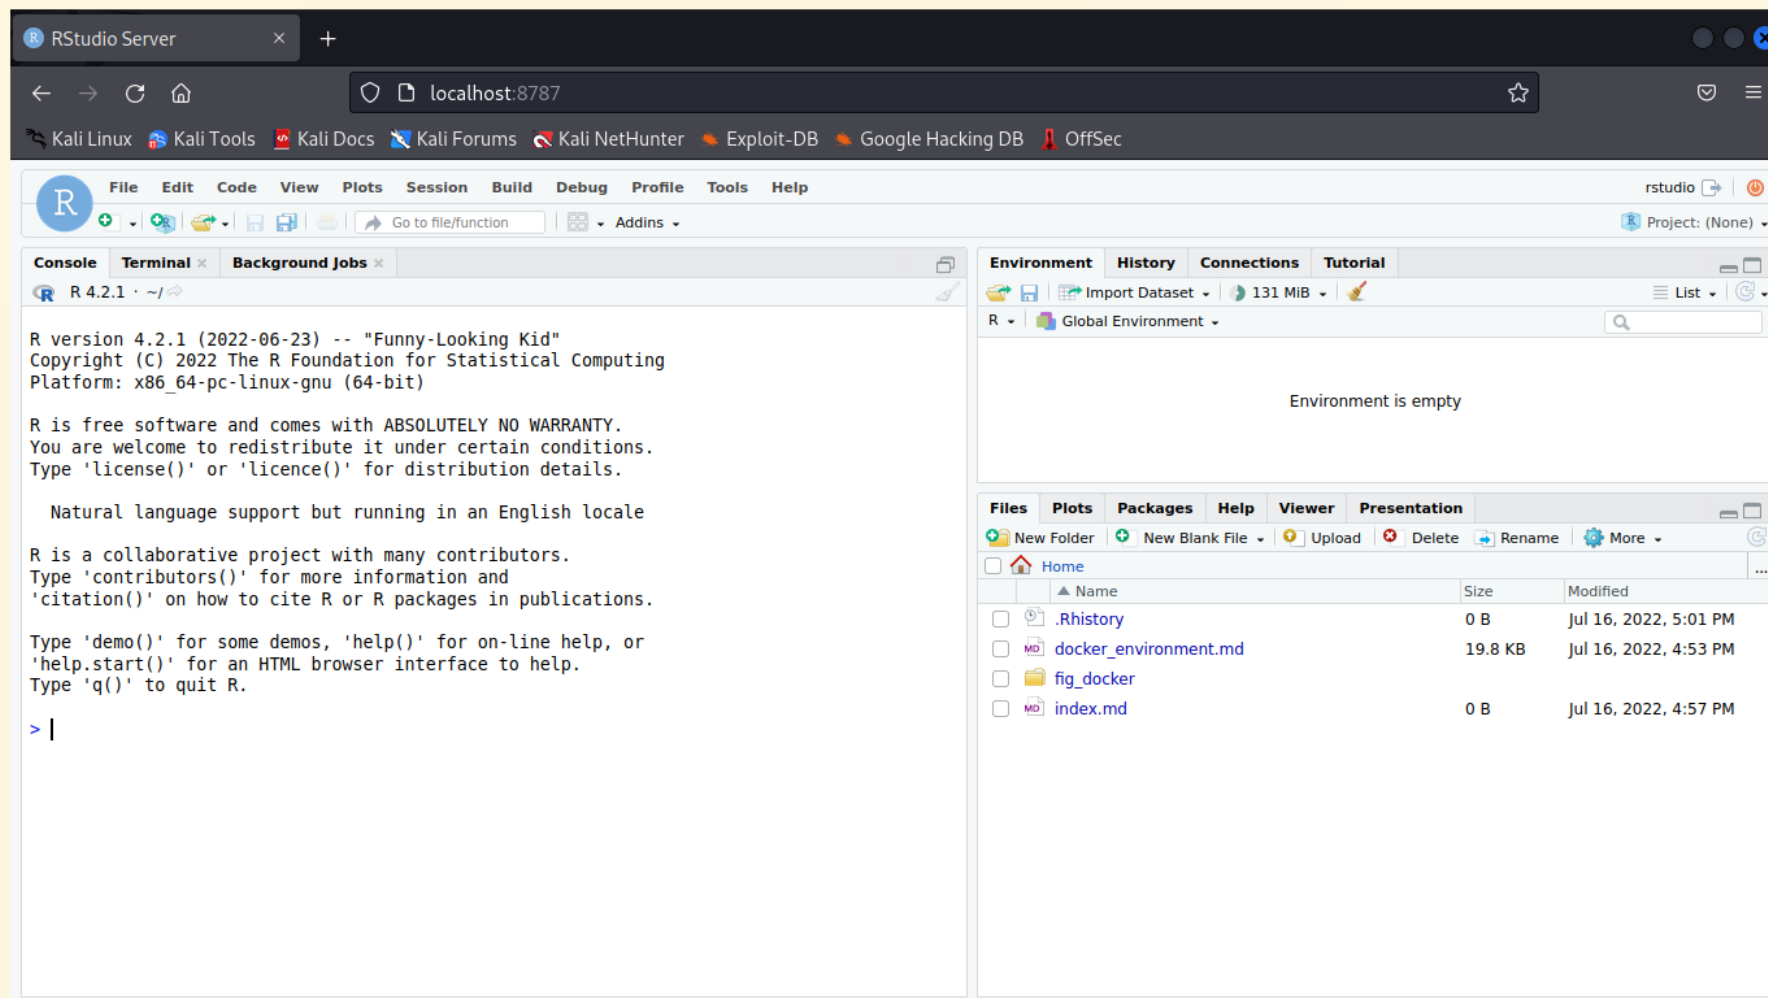 RStudio Server
localhost:8787
Kali Linux Kali Tools Kali Docs Kali Forums Kali NetHunter Exploit-DB Google Hacking DB OffSec
R File Edit Code View Plots Session Build Debug Profile Tools Help rstudio
Go to file/function Addins Project: (None)
Console Terminal Background Jobs
R 4.2.1 · ~/
R version 4.2.1 (2022-06-23) -- "Funny-Looking Kid"
Copyright (C) 2022 The R Foundation for Statistical Computing
Platform: x86_64-pc-linux-gnu (64-bit)
R is free software and comes with ABSOLUTELY NO WARRANTY.
You are welcome to redistribute it under certain conditions.
Type 'license()' or 'licence()' for distribution details.
Natural language support but running in an English locale
R is a collaborative project with many contributors.
Type 'contributors()' for more information and
'citation()' on how to cite R or R packages in publications.
Type 'demo()' for some demos, 'help()' for on-line help, or
'help.start()' for an HTML browser interface to help.
Type 'q()' to quit R.
>
Environment History Connections Tutorial
Import Dataset 131 MiB List
R Global Environment
Environment is empty
Files Plots Packages Help Viewer Presentation
New Folder New Blank File Upload Delete Rename More
Home ...
Name Size Modified
.Rhistory 0 B Jul 16, 2022, 5:01 PM
docker_environment.md 19.8 KB Jul 16, 2022, 4:53 PM
fig_docker
index.md 0 B Jul 16, 2022, 4:57 PM